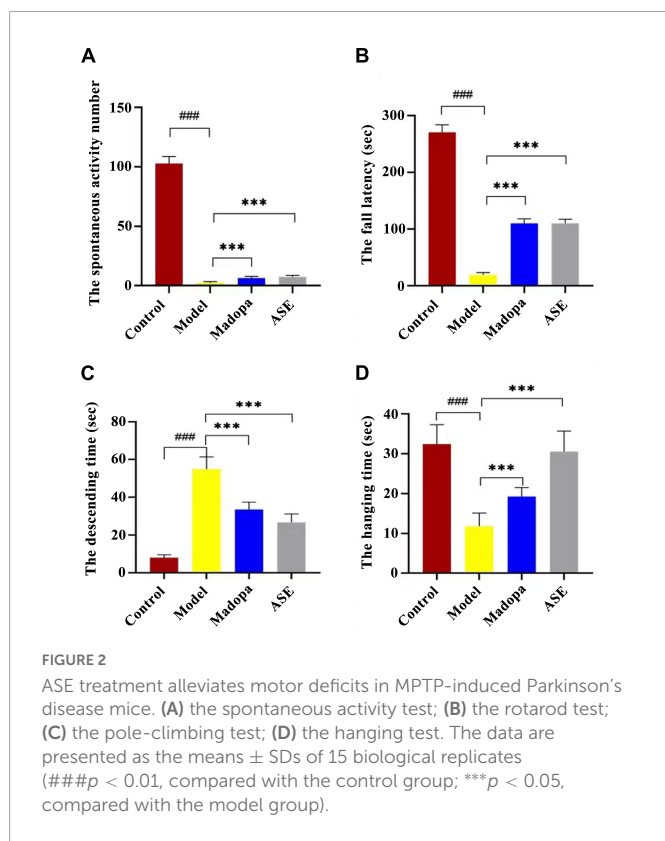 A
The spontaneous activity number
150
100
50
0
###
***
***
Control
Model
Madopa
ASE
B
The fall latency (sec)
300
200
100
0
###
***
***
Control
Model
Madopa
ASE
C
The descending time (sec)
80
60
40
20
0
###
***
***
Control
Model
Madopa
ASE
D
The hanging time (sec)
40
30
20
10
0
###
***
***
Control
Model
Madopa
ASE
FIGURE 2
ASE treatment alleviates motor deficits in MPTP-induced Parkinson’s
disease mice. (A) the spontaneous activity test; (B) the rotarod test;
(C) the pole-climbing test; (D) the hanging test. The data are
presented as the means ± SDs of 15 biological replicates
(###p < 0.01, compared with the control group; ***p < 0.05,
compared with the model group).